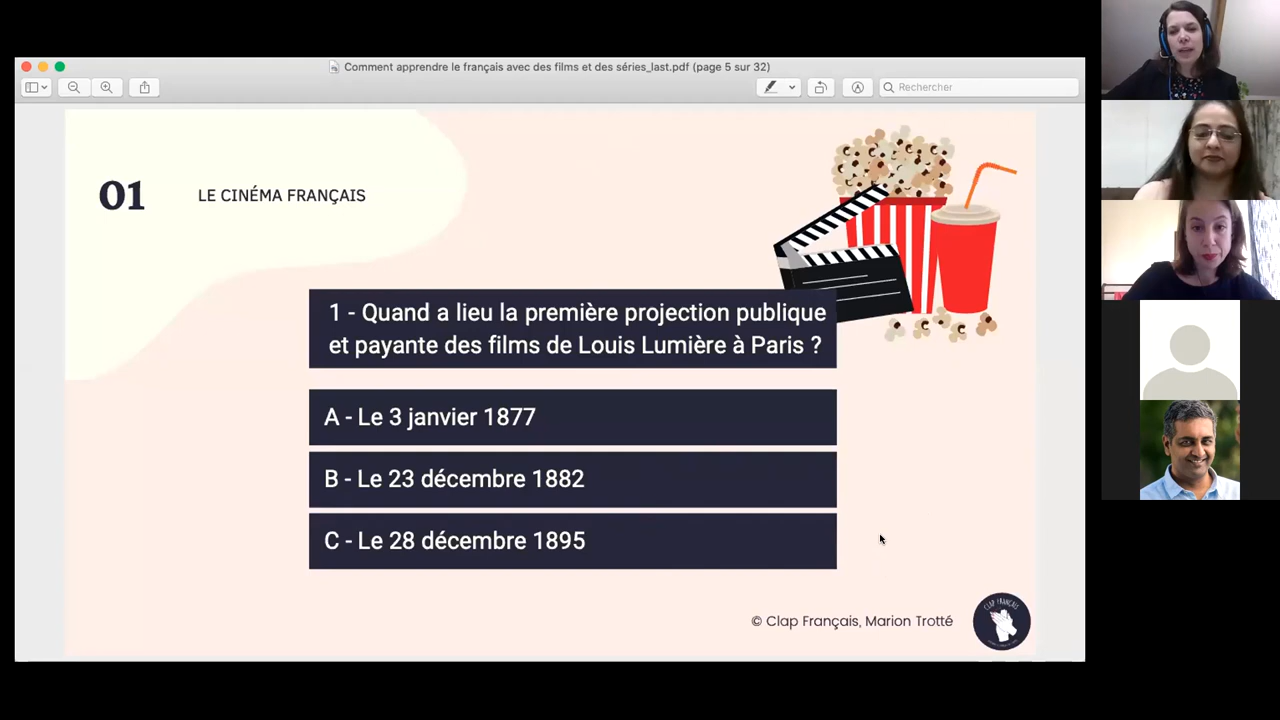 Comment apprendre le français avec des films et des séries_last.pdf (page 5 sur 32)
Rechercher
01
LE CINÉMA FRANÇAIS
1 - Quand a lieu la première projection publique
et payante des films de Louis Lumière à Paris ?
A - Le 3 janvier 1877
B - Le 23 décembre 1882
C - Le 28 décembre 1895
© Clap Français, Marion Trotté
CLAP FRANÇAIS